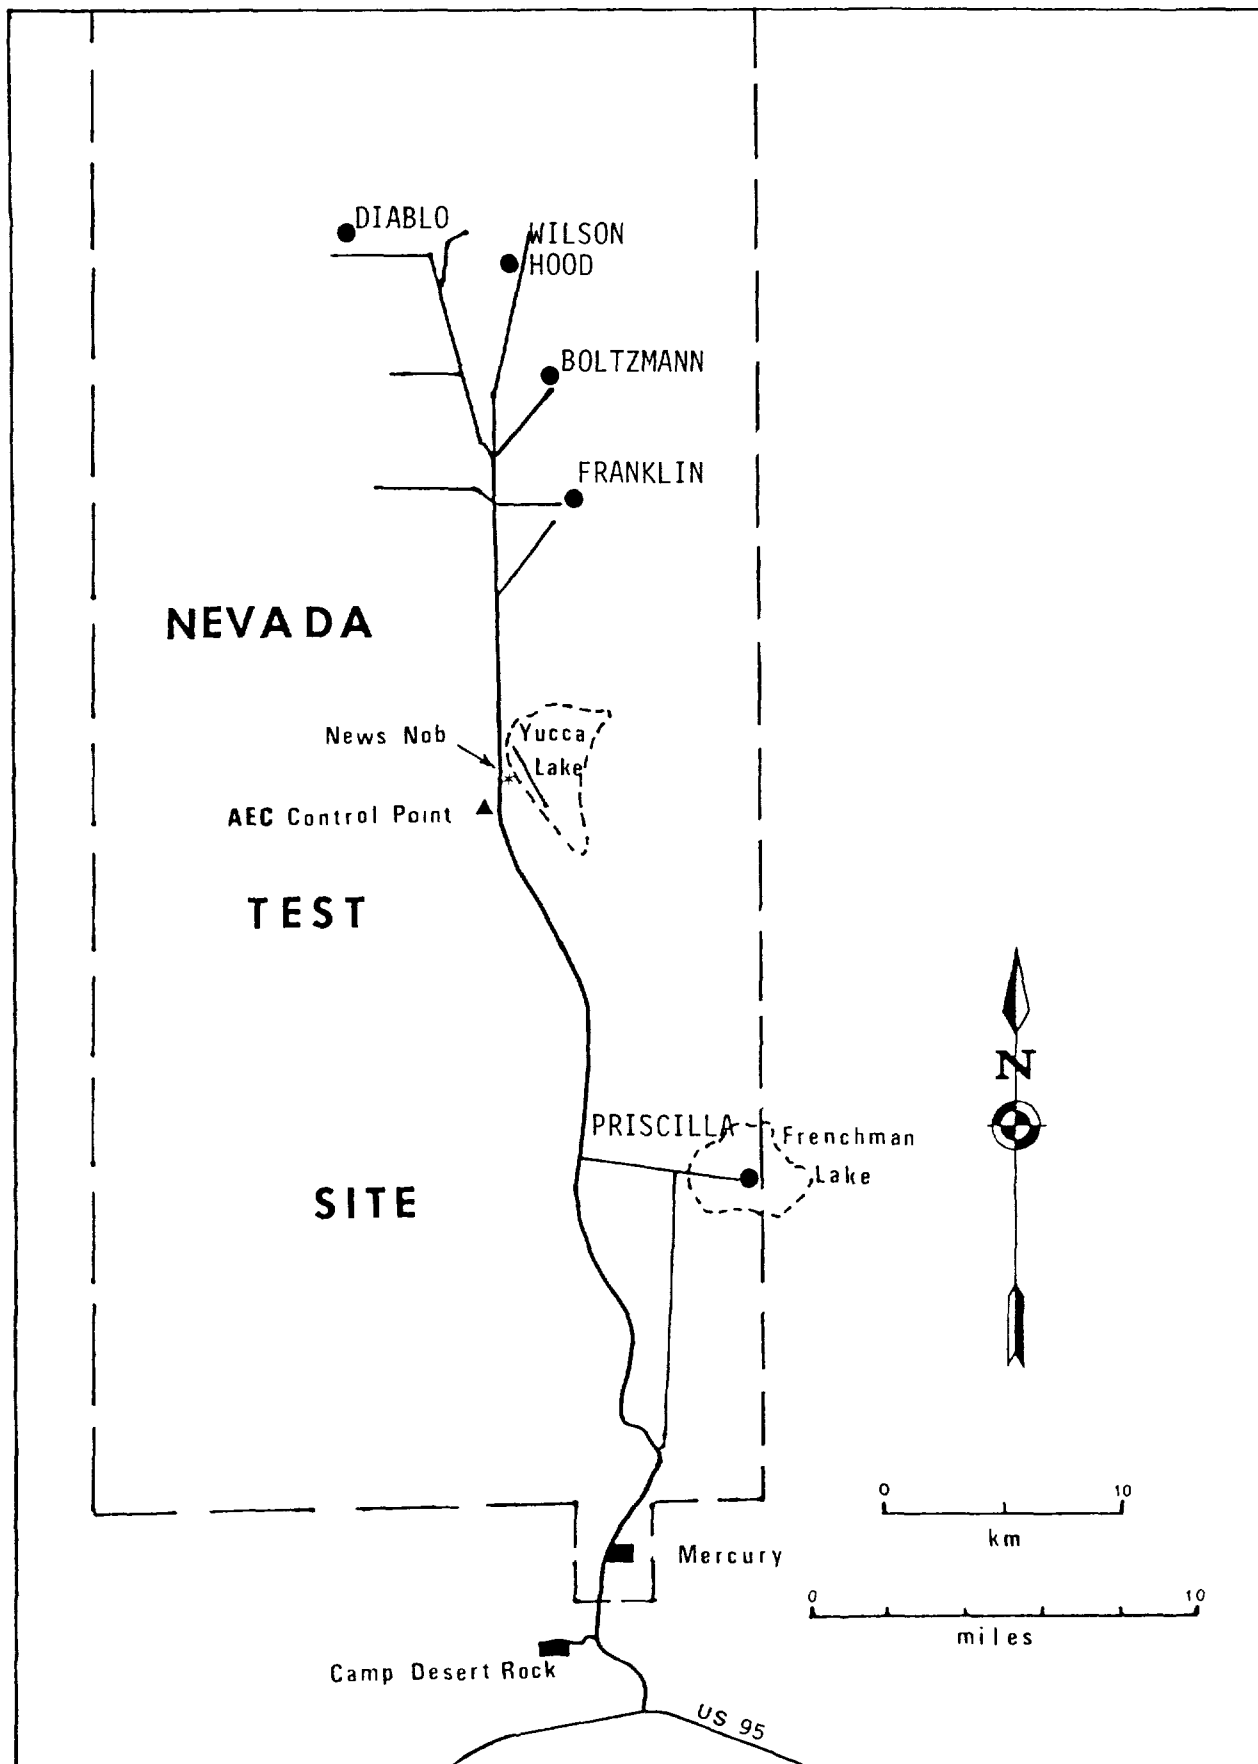 DIABLO
WILSON
HOOD
BOLTZMANN
FRANKLIN
NEVADA
News Nob
Yucca
Lake
AEC Control Point
TEST
N
PRISCILLA
Frenchman
Lake
SITE
0 10
km
Mercury
0 10
miles
Camp Desert Rock
US 95